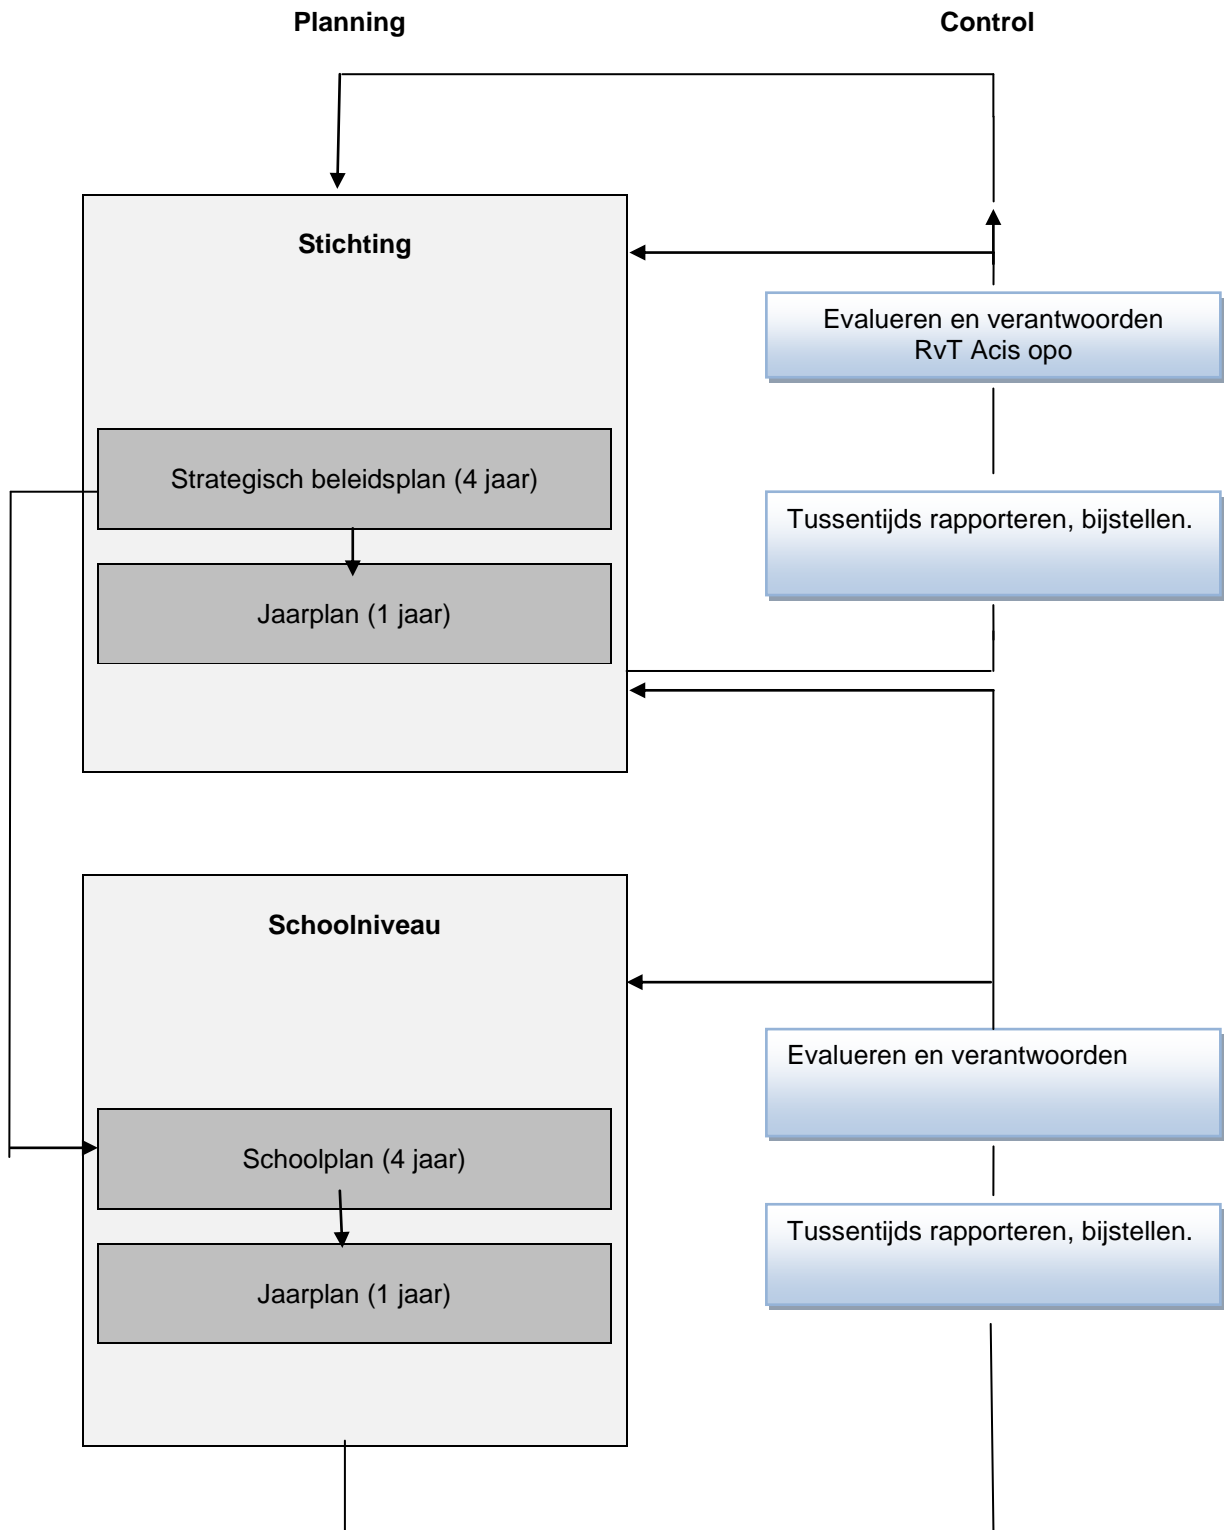 Planning
Control
Stichting
Evalueren en verantwoorden
RvT Acis opo
Strategisch beleidsplan (4 jaar)
Tussentijds rapporteren, bijstellen.
Jaarplan (1 jaar)
Schoolniveau
Evalueren en verantwoorden
Schoolplan (4 jaar)
Tussentijds rapporteren, bijstellen.
Jaarplan (1 jaar)